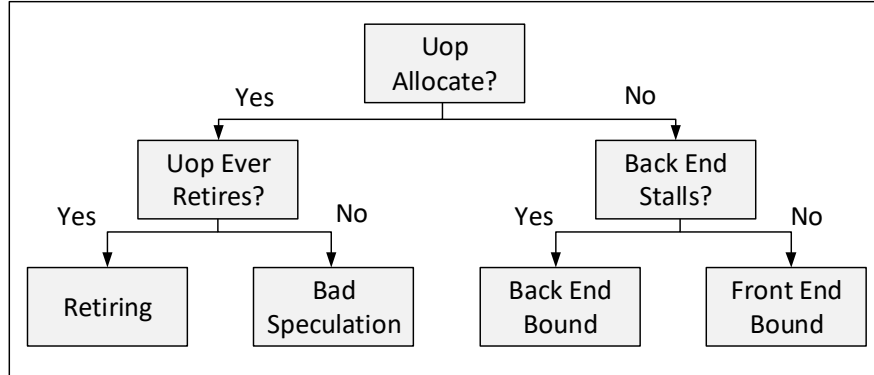 Uop
Allocate?
Yes
No
Uop Ever
Retires?
Back End
Stalls?
Yes
No
Yes
No
Retiring
Bad
Speculation
Back End
Bound
Front End
Bound